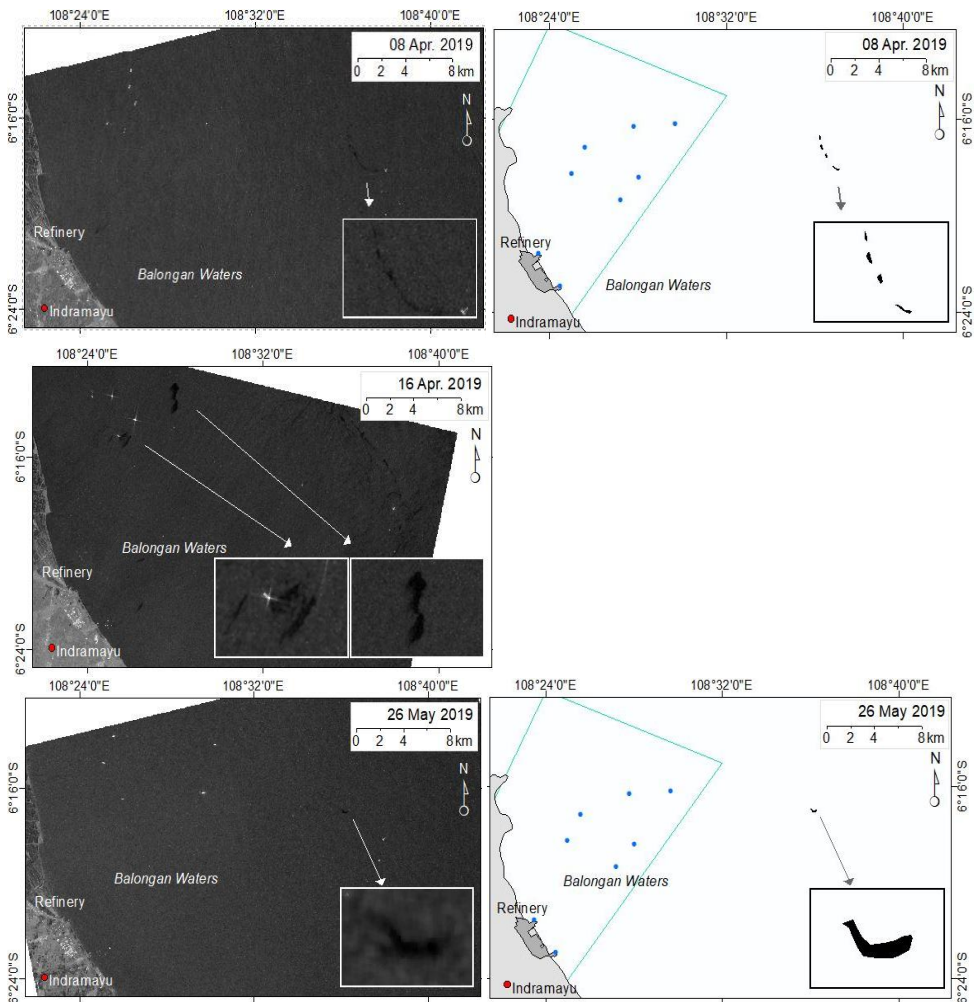 108°24'0"E 108°32'0"E 108°40'0"E
08 Apr. 2019
0 2 4 8 km
N
6°16'0"S
Refinery
Balongan Waters
Indramayu
6°24'0"S
108°24'0"E 108°32'0"E 108°40'0"E
08 Apr. 2019
0 2 4 8 km
N
6°16'0"S
Refinery
Balongan Waters
Indramayu
6°24'0"S
108°24'0"E 108°32'0"E 108°40'0"E
16 Apr. 2019
0 2 4 8 km
N
6°16'0"S
Balongan Waters
Refinery
Indramayu
6°24'0"S
108°24'0"E 108°32'0"E 108°40'0"E
26 May 2019
0 2 4 8 km
N
6°16'0"S
Balongan Waters
Refinery
Indramayu
6°24'0"S
108°24'0"E 108°32'0"E 108°40'0"E
26 May 2019
0 2 4 8 km
N
6°16'0"S
Balongan Waters
Refinery
Indramayu
6°24'0"S